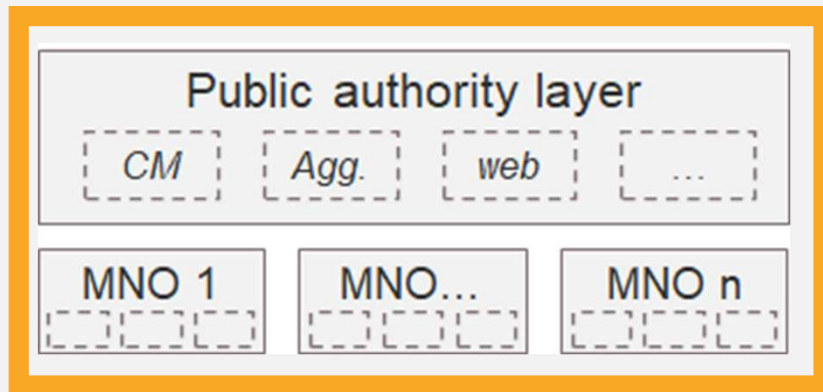 Public authority layer
CM Agg. web ...
MNO 1 MNO... MNO n